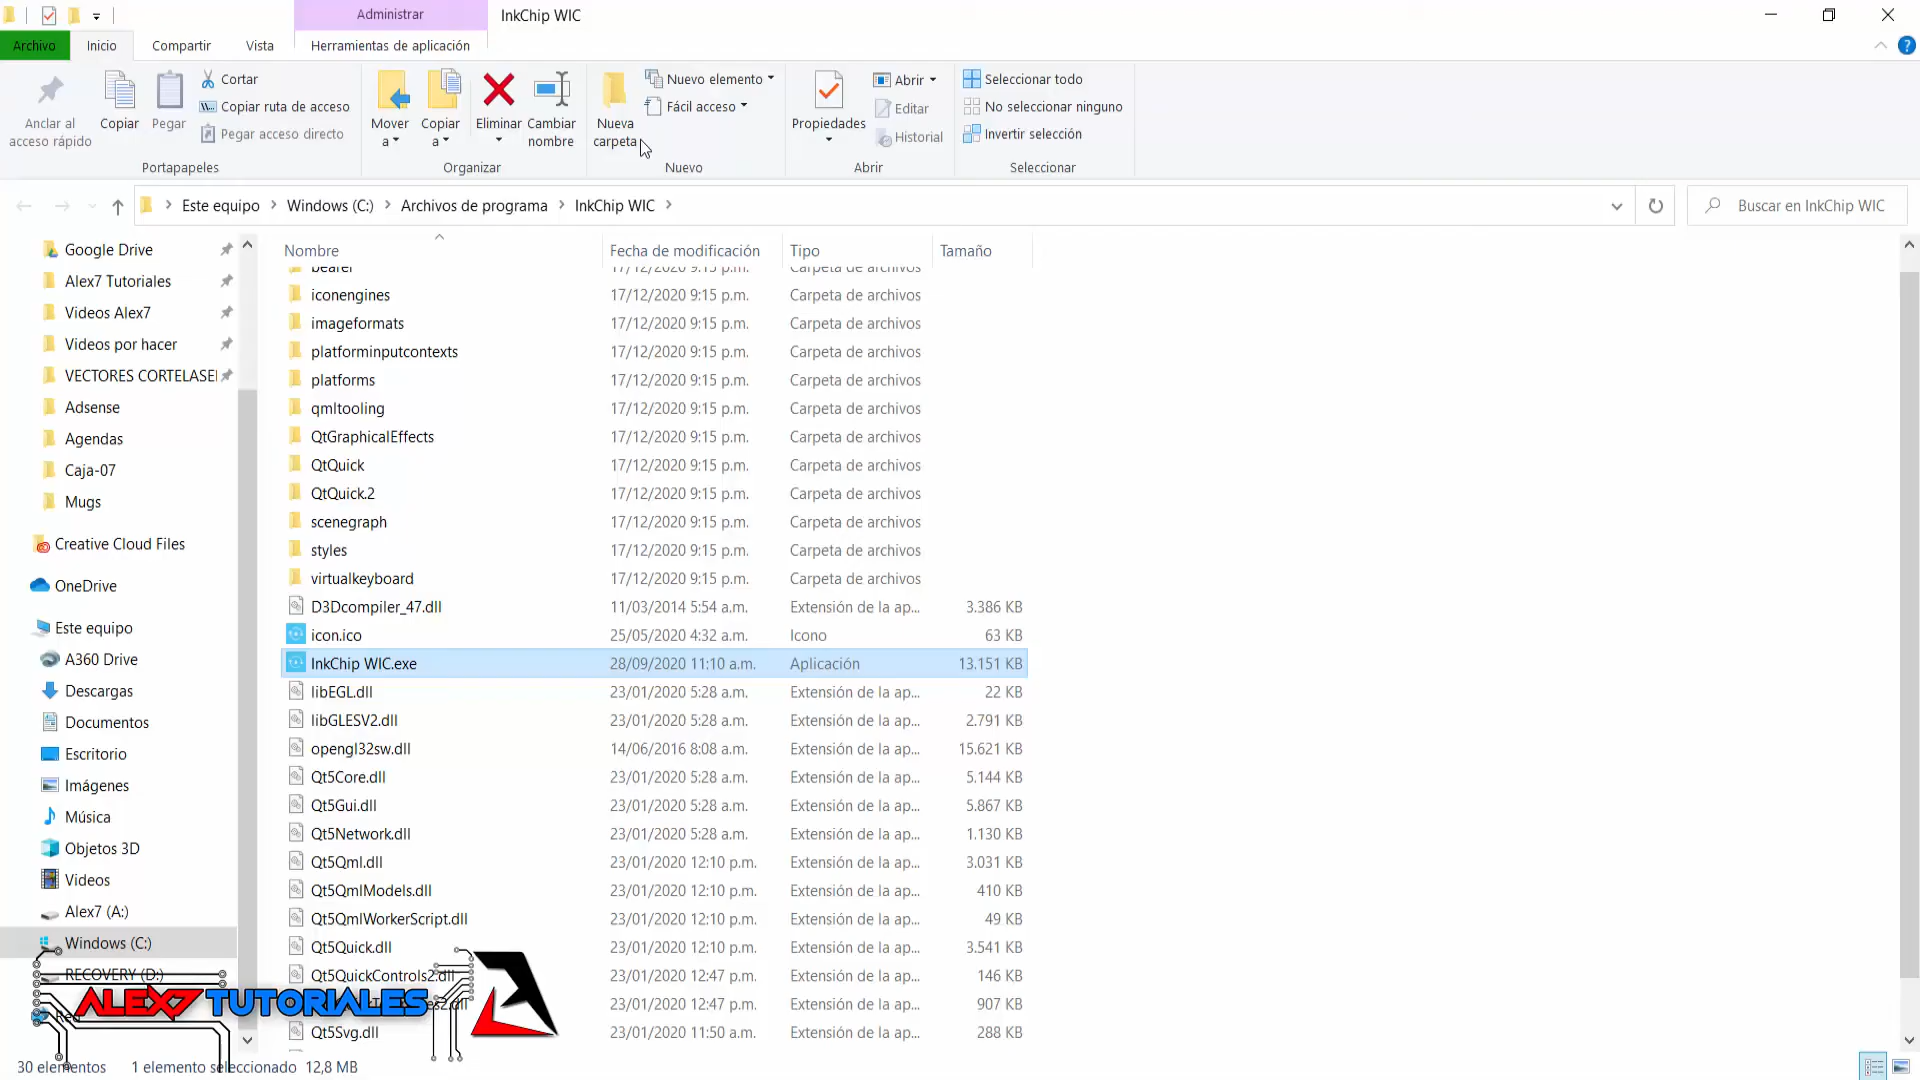 Administrar
InkChip WIC
Archivo
Inicio
Compartir
Vista
Herramientas de aplicación
Anclar al acceso rápido
Copiar
Pegar
Cortar
Copiar ruta de acceso
Pegar acceso directo
Portapapeles
Mover a
Copiar a
Eliminar
Cambiar nombre
Organizar
Nueva carpeta
Nuevo elemento
Fácil acceso
Nuevo
Propiedades
Abrir
Editar
Historial
Abrir
Seleccionar todo
No seleccionar ninguno
Invertir selección
Seleccionar
Este equipo
Windows (C:)
Archivos de programa
InkChip WIC
Buscar en InkChip WIC
Google Drive
Alex7 Tutoriales
Videos Alex7
Videos por hacer
VECTORES CORTELASE
Adsense
Agendas
Caja-07
Mugs
Creative Cloud Files
OneDrive
Este equipo
A360 Drive
Descargas
Documentos
Escritorio
Imágenes
Música
Objetos 3D
Videos
Alex7 (A:)
Windows (C:)
RECOVERY (D:)
Nombre Fecha de modificación Tipo Tamaño
bearer 17/12/2020 9:15 p.m. Carpeta de archivos
iconengines 17/12/2020 9:15 p.m. Carpeta de archivos
imageformats 17/12/2020 9:15 p.m. Carpeta de archivos
platforminputcontexts 17/12/2020 9:15 p.m. Carpeta de archivos
platforms 17/12/2020 9:15 p.m. Carpeta de archivos
qmltooling 17/12/2020 9:15 p.m. Carpeta de archivos
QtGraphicalEffects 17/12/2020 9:15 p.m. Carpeta de archivos
QtQuick 17/12/2020 9:15 p.m. Carpeta de archivos
QtQuick.2 17/12/2020 9:15 p.m. Carpeta de archivos
scenegraph 17/12/2020 9:15 p.m. Carpeta de archivos
styles 17/12/2020 9:15 p.m. Carpeta de archivos
virtualkeyboard 17/12/2020 9:15 p.m. Carpeta de archivos
D3Dcompiler_47.dll 11/03/2014 5:54 a.m. Extensión de la ap... 3.386 KB
icon.ico 25/05/2020 4:32 a.m. Icono 63 KB
InkChip WIC.exe 28/09/2020 11:10 a.m. Aplicación 13.151 KB
libEGL.dll 23/01/2020 5:28 a.m. Extensión de la ap... 22 KB
libGLESV2.dll 23/01/2020 5:28 a.m. Extensión de la ap... 2.791 KB
opengl32sw.dll 14/06/2016 8:08 a.m. Extensión de la ap... 15.621 KB
Qt5Core.dll 23/01/2020 5:28 a.m. Extensión de la ap... 5.144 KB
Qt5Gui.dll 23/01/2020 5:28 a.m. Extensión de la ap... 5.867 KB
Qt5Network.dll 23/01/2020 5:28 a.m. Extensión de la ap... 1.130 KB
Qt5Qml.dll 23/01/2020 12:10 p.m. Extensión de la ap... 3.031 KB
Qt5QmlModels.dll 23/01/2020 12:10 p.m. Extensión de la ap... 410 KB
Qt5QmlWorkerScript.dll 23/01/2020 12:10 p.m. Extensión de la ap... 49 KB
Qt5Quick.dll 23/01/2020 12:10 p.m. Extensión de la ap... 3.541 KB
Qt5QuickControls2.dll 23/01/2020 12:47 p.m. Extensión de la ap... 146 KB
23/01/2020 12:47 p.m. Extensión de la ap... 907 KB
Qt5Svg.dll 23/01/2020 11:50 a.m. Extensión de la ap... 288 KB
ALEX7 TUTORIALES
30 elementos 1 elemento seleccionado 12,8 MB